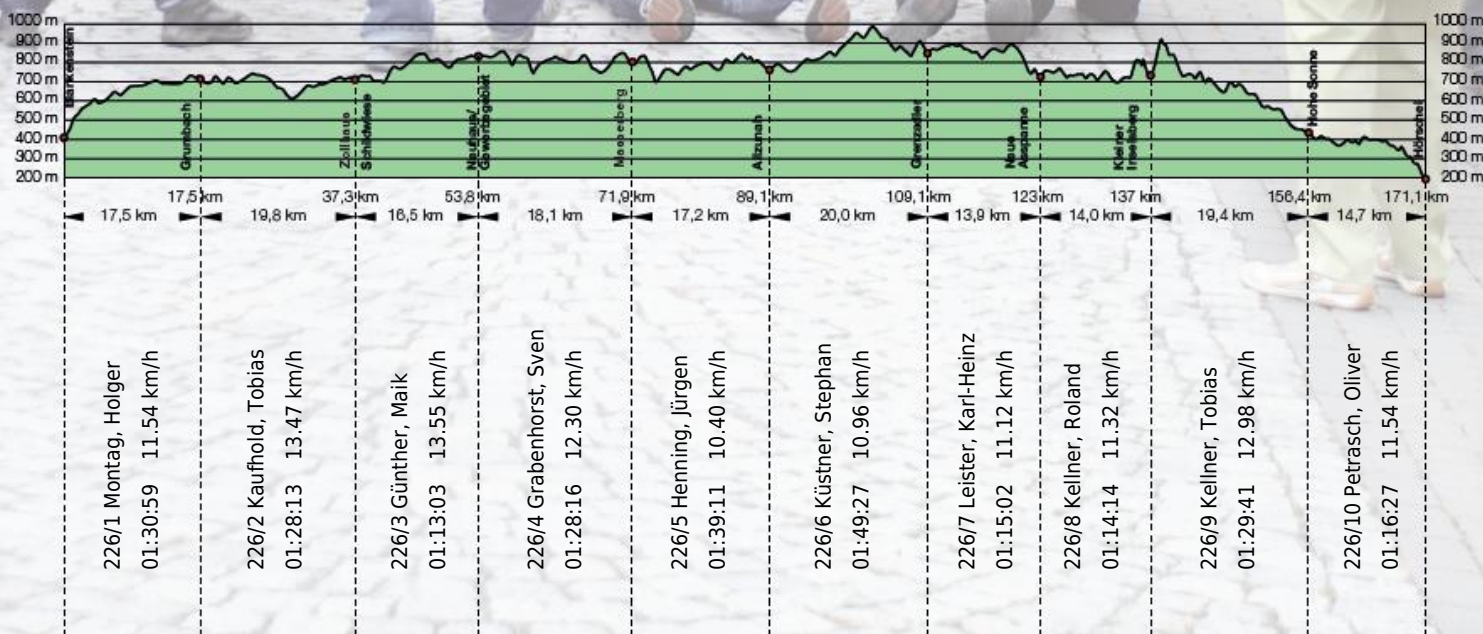 1000 m
900 m
800 m
700 m
600 m
500 m
400 m
300 m
200 m
1000 m
900 m
800 m
700 m
600 m
500 m
400 m
300 m
200 m
Blankenstein
Grumbach
Zollhaus
Schildwiese
Neuhaus/
Masserberg
Allzunah
Grenzadler
Neue
Ausspanne
Kleiner
Inselsberg
Hohe Sonne
Hörschel
17,5 km
37,3 km
53,8 km
71,9 km
89,1 km
109,1 km
123 km
137 km
156,4 km
171,1 km
17,5 km
19,8 km
16,5 km
18,1 km
17,2 km
20,0 km
13,9 km
14,0 km
19,4 km
14,7 km
226/1 Montag, Holger
01:30:59 11.54 km/h
226/2 Kaufhold, Tobias
01:28:13 13.47 km/h
226/3 Günther, Maik
01:13:03 13.55 km/h
226/4 Grabenhorst, Sven
01:28:16 12.30 km/h
226/5 Henning, Jürgen
01:39:11 10.40 km/h
226/6 Küstner, Stephan
01:49:27 10.96 km/h
226/7 Leister, Karl-Heinz
01:15:02 11.12 km/h
226/8 Kellner, Roland
01:14:14 11.32 km/h
226/9 Kellner, Tobias
01:29:41 12.98 km/h
226/10 Petrasch, Oliver
01:16:27 11.54 km/h